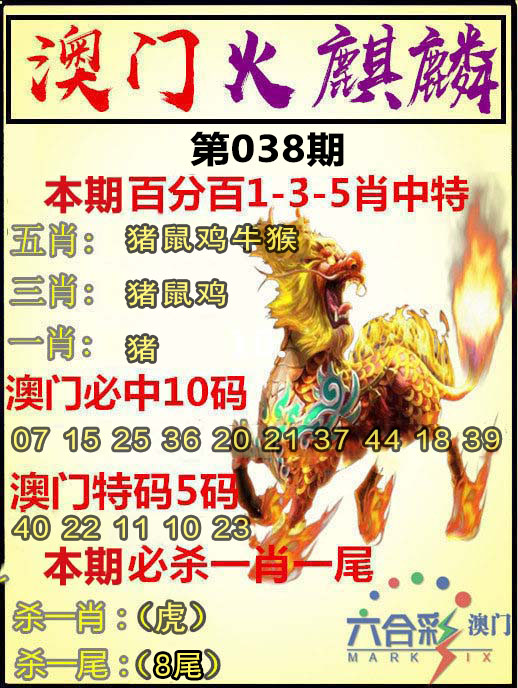 澳门火麒麟
第038期
本期百分百1-3-5肖中特
五肖：猪鼠鸡牛猴
三肖：猪鼠鸡
一肖：猪
澳门必中10码
07 15 25 36 20 21 37 44 18 39
澳门特码5码
40 22 11 10 23
本期必杀一肖一尾
杀一肖：(虎)
杀一尾：(8尾)
六合彩 澳门
MARK SIX